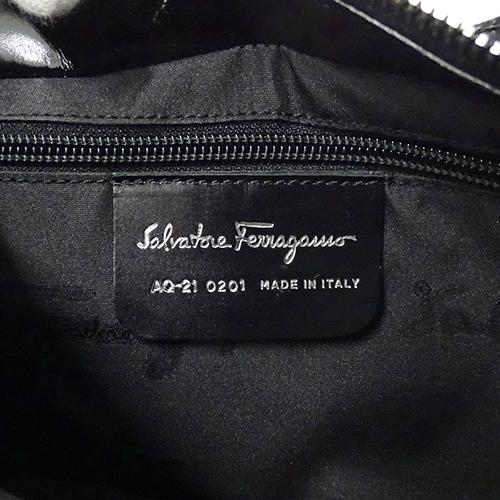 Salvatore Ferragamo
AQ-21 0201 MADE IN ITALY